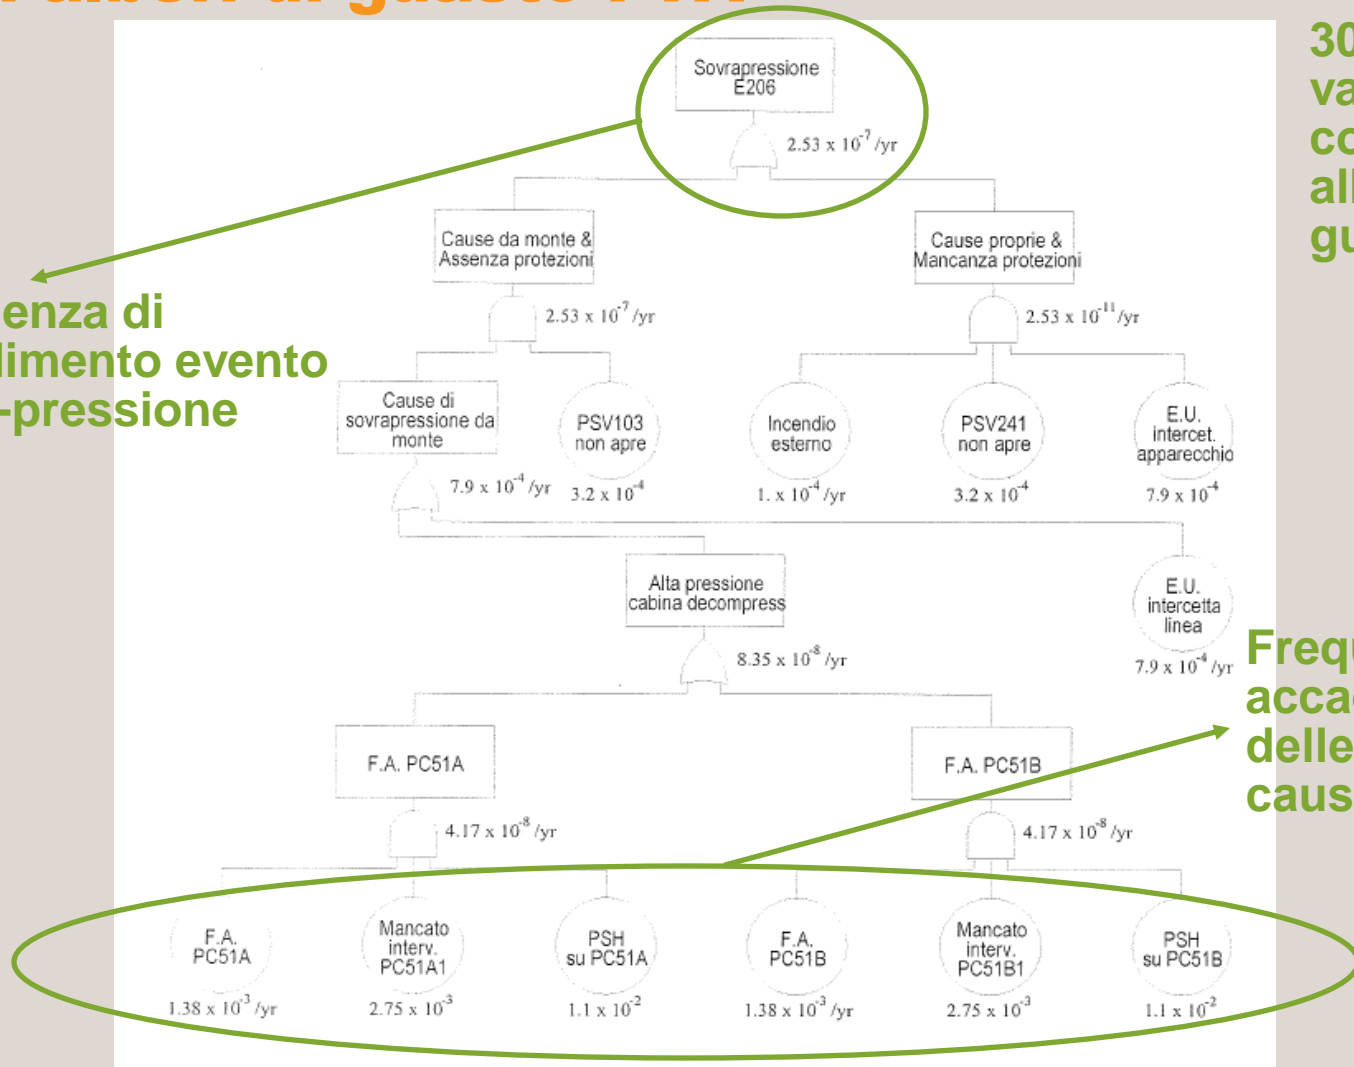 di guasto
Sovrapressione
E206
2.53 x 10⁻⁷ /yr
Cause da monte &
Assenza protezioni
Cause proprie &
Mancanza protezioni
2.53 x 10⁻⁷ /yr
2.53 x 10⁻¹¹ /yr
di
evento
-pressione
Cause di
sovrapressione da
monte
PSV103
non apre
Incendio
esterno
PSV241
non apre
E.U.
intercet.
apparecchio
7.9 x 10⁻⁴ /yr
3.2 x 10⁻⁴
1. x 10⁻⁴ /yr
3.2 x 10⁻⁴
7.9 x 10⁻⁴
Alta pressione
cabina decompress
E.U.
intercetta
linea
8.35 x 10⁻⁸ /yr
7.9 x 10⁻⁴ /yr
delle
F.A. PC51A
F.A. PC51B
4.17 x 10⁻⁸ /yr
4.17 x 10⁻⁸ /yr
F.A.
PC51A
Mancato
interv.
PC51A1
PSH
su PC51A
F.A.
PC51B
Mancato
interv.
PC51B1
PSH
su PC51B
1.38 x 10⁻³ /yr
2.75 x 10⁻³
1.1 x 10⁻²
1.38 x 10⁻³ /yr
2.75 x 10⁻³
1.1 x 10⁻²